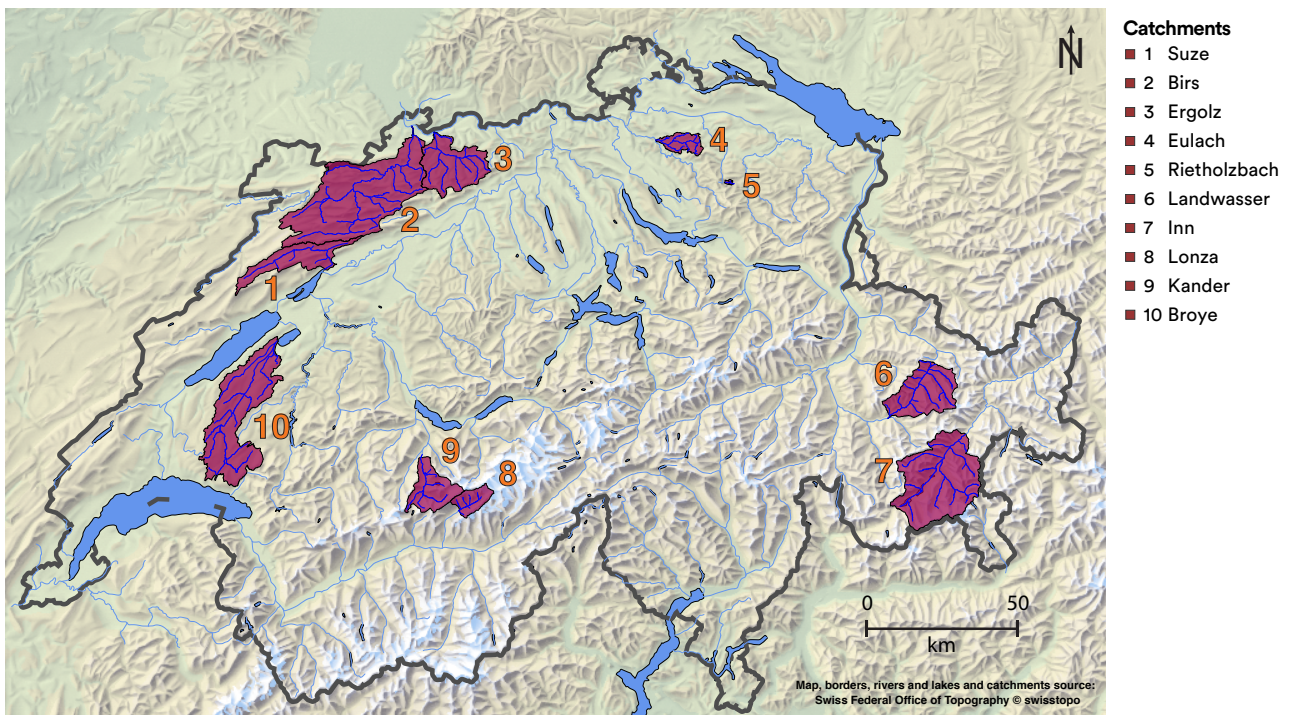 N
Catchments
1 Suze
2 Birs
3 Ergolz
4 Eulach
5 Rietholzbach
6 Landwasser
7 Inn
8 Lonza
9 Kander
10 Broye
4
3
5
2
1
6
10
9
7
8
0 50
km
Map, borders, rivers and lakes and catchments source:
Swiss Federal Office of Topography © swisstopo